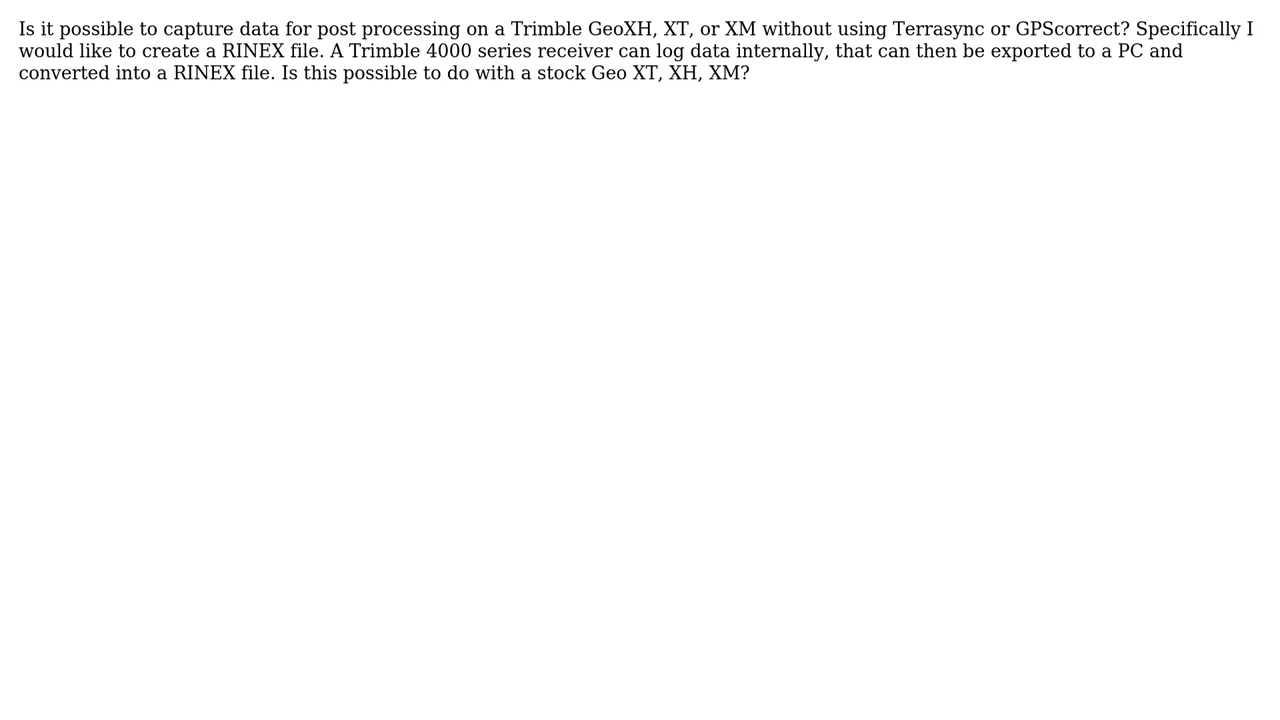 Is it possible to capture data for post processing on a Trimble GeoXH, XT, or XM without using Terrasync or GPScorrect? Specifically I
would like to create a RINEX file. A Trimble 4000 series receiver can log data internally, that can then be exported to a PC and
converted into a RINEX file. Is this possible to do with a stock Geo XT, XH, XM?